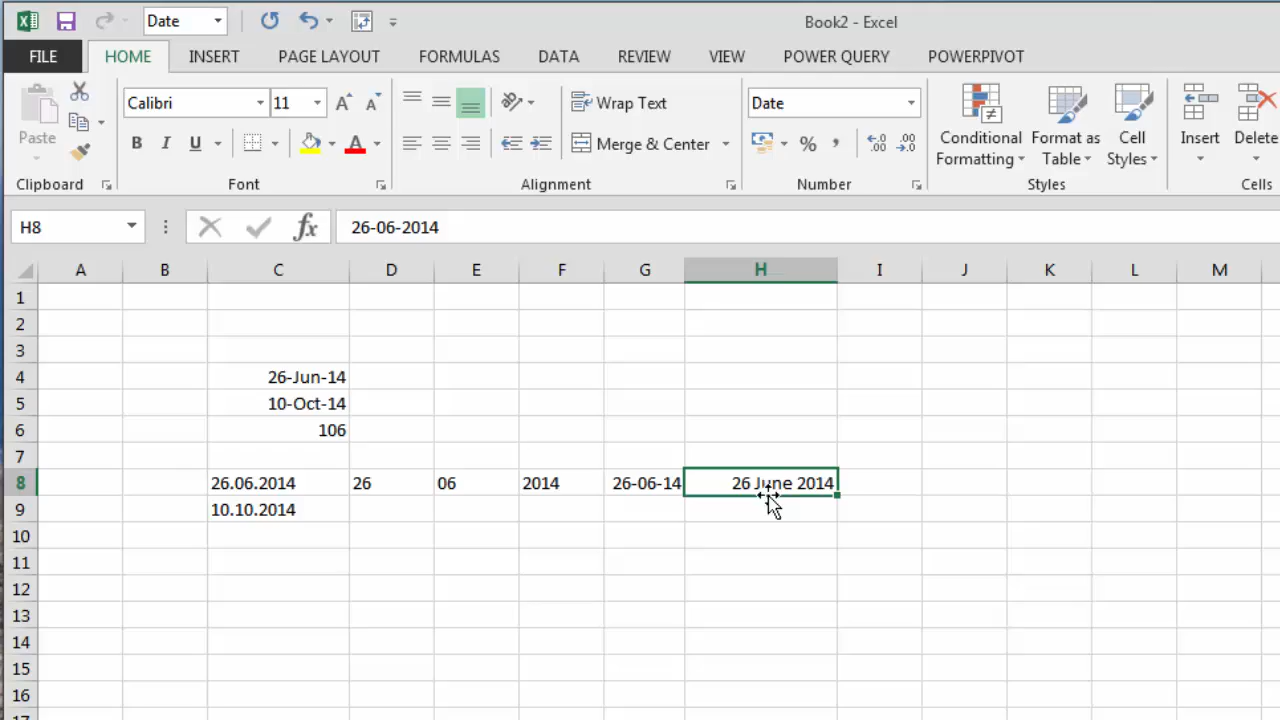 Date
Book2 - Excel
FILE HOME INSERT PAGE LAYOUT FORMULAS DATA REVIEW VIEW POWER QUERY POWERPIVOT
Paste
Calibri 11
B I U A
Wrap Text
Merge & Center
Date
% , .00 .00
Conditional Formatting
Format as Table
Cell Styles
Insert
Delete
Clipboard Font Alignment Number Styles Cells
H8 fx 26-06-2014
A B C D E F G H I J K L M
1
2
3
4 26-Jun-14
5 10-Oct-14
6 106
7
8 26.06.2014 26 06 2014 26-06-14 26 June 2014
9 10.10.2014
10
11
12
13
14
15
16
17